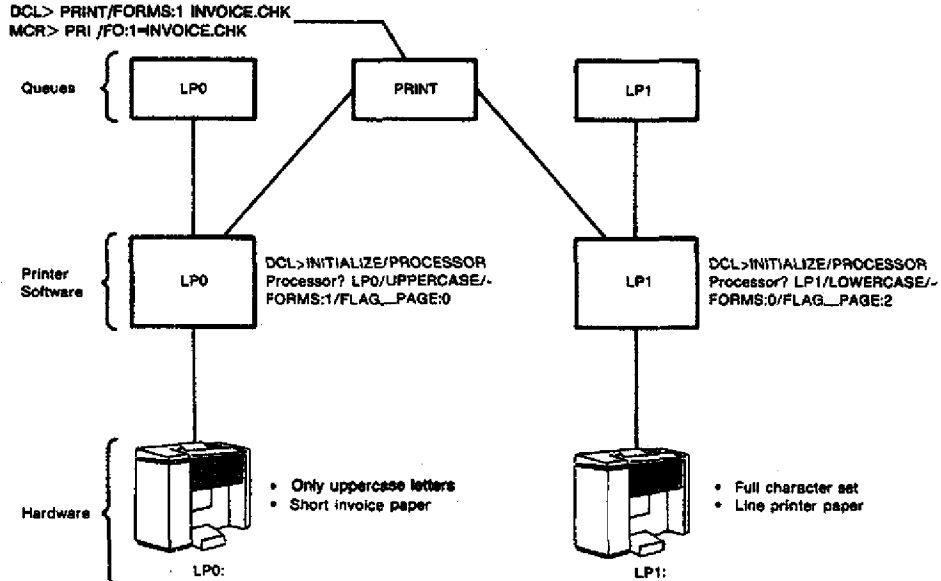 DCL> PRINT/FORMS:1 INVOICE.CHK
MCR> PRI /FO:1=INVOICE.CHK
Queues
LP0
PRINT
LP1
Printer
Software
LP0
DCL>INITIALIZE/PROCESSOR
Processor? LP0/UPPERCASE/-
FORMS:1/FLAG__PAGE:0
LP1
DCL>INITIALIZE/PROCESSOR
Processor? LP1/LOWERCASE/-
FORMS:0/FLAG__PAGE:2
Hardware
• Only uppercase letters
• Short invoice paper
LP0:
• Full character set
• Line printer paper
LP1: